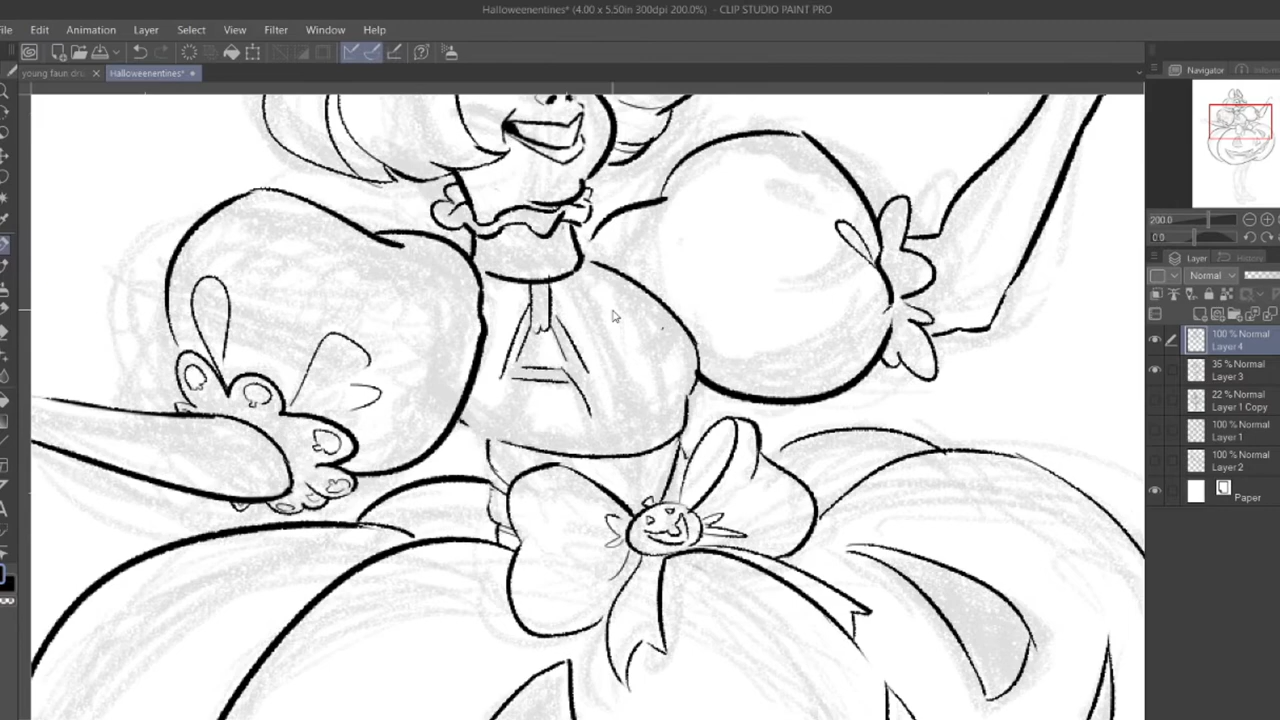 Halloweenentines* (4.00 x 5.50in 300dpi 200.0%) - CLIP STUDIO PAINT PRO
File Edit Animation Layer Select View Filter Window Help
young faun dr
Halloweenentines*
Navigator
200.0
0.0
Layer History
Normal
100 % Normal
Layer 4
35 % Normal
Layer 3
22 % Normal
Layer 1 Copy
100 % Normal
Layer 1
100 % Normal
Layer 2
Paper